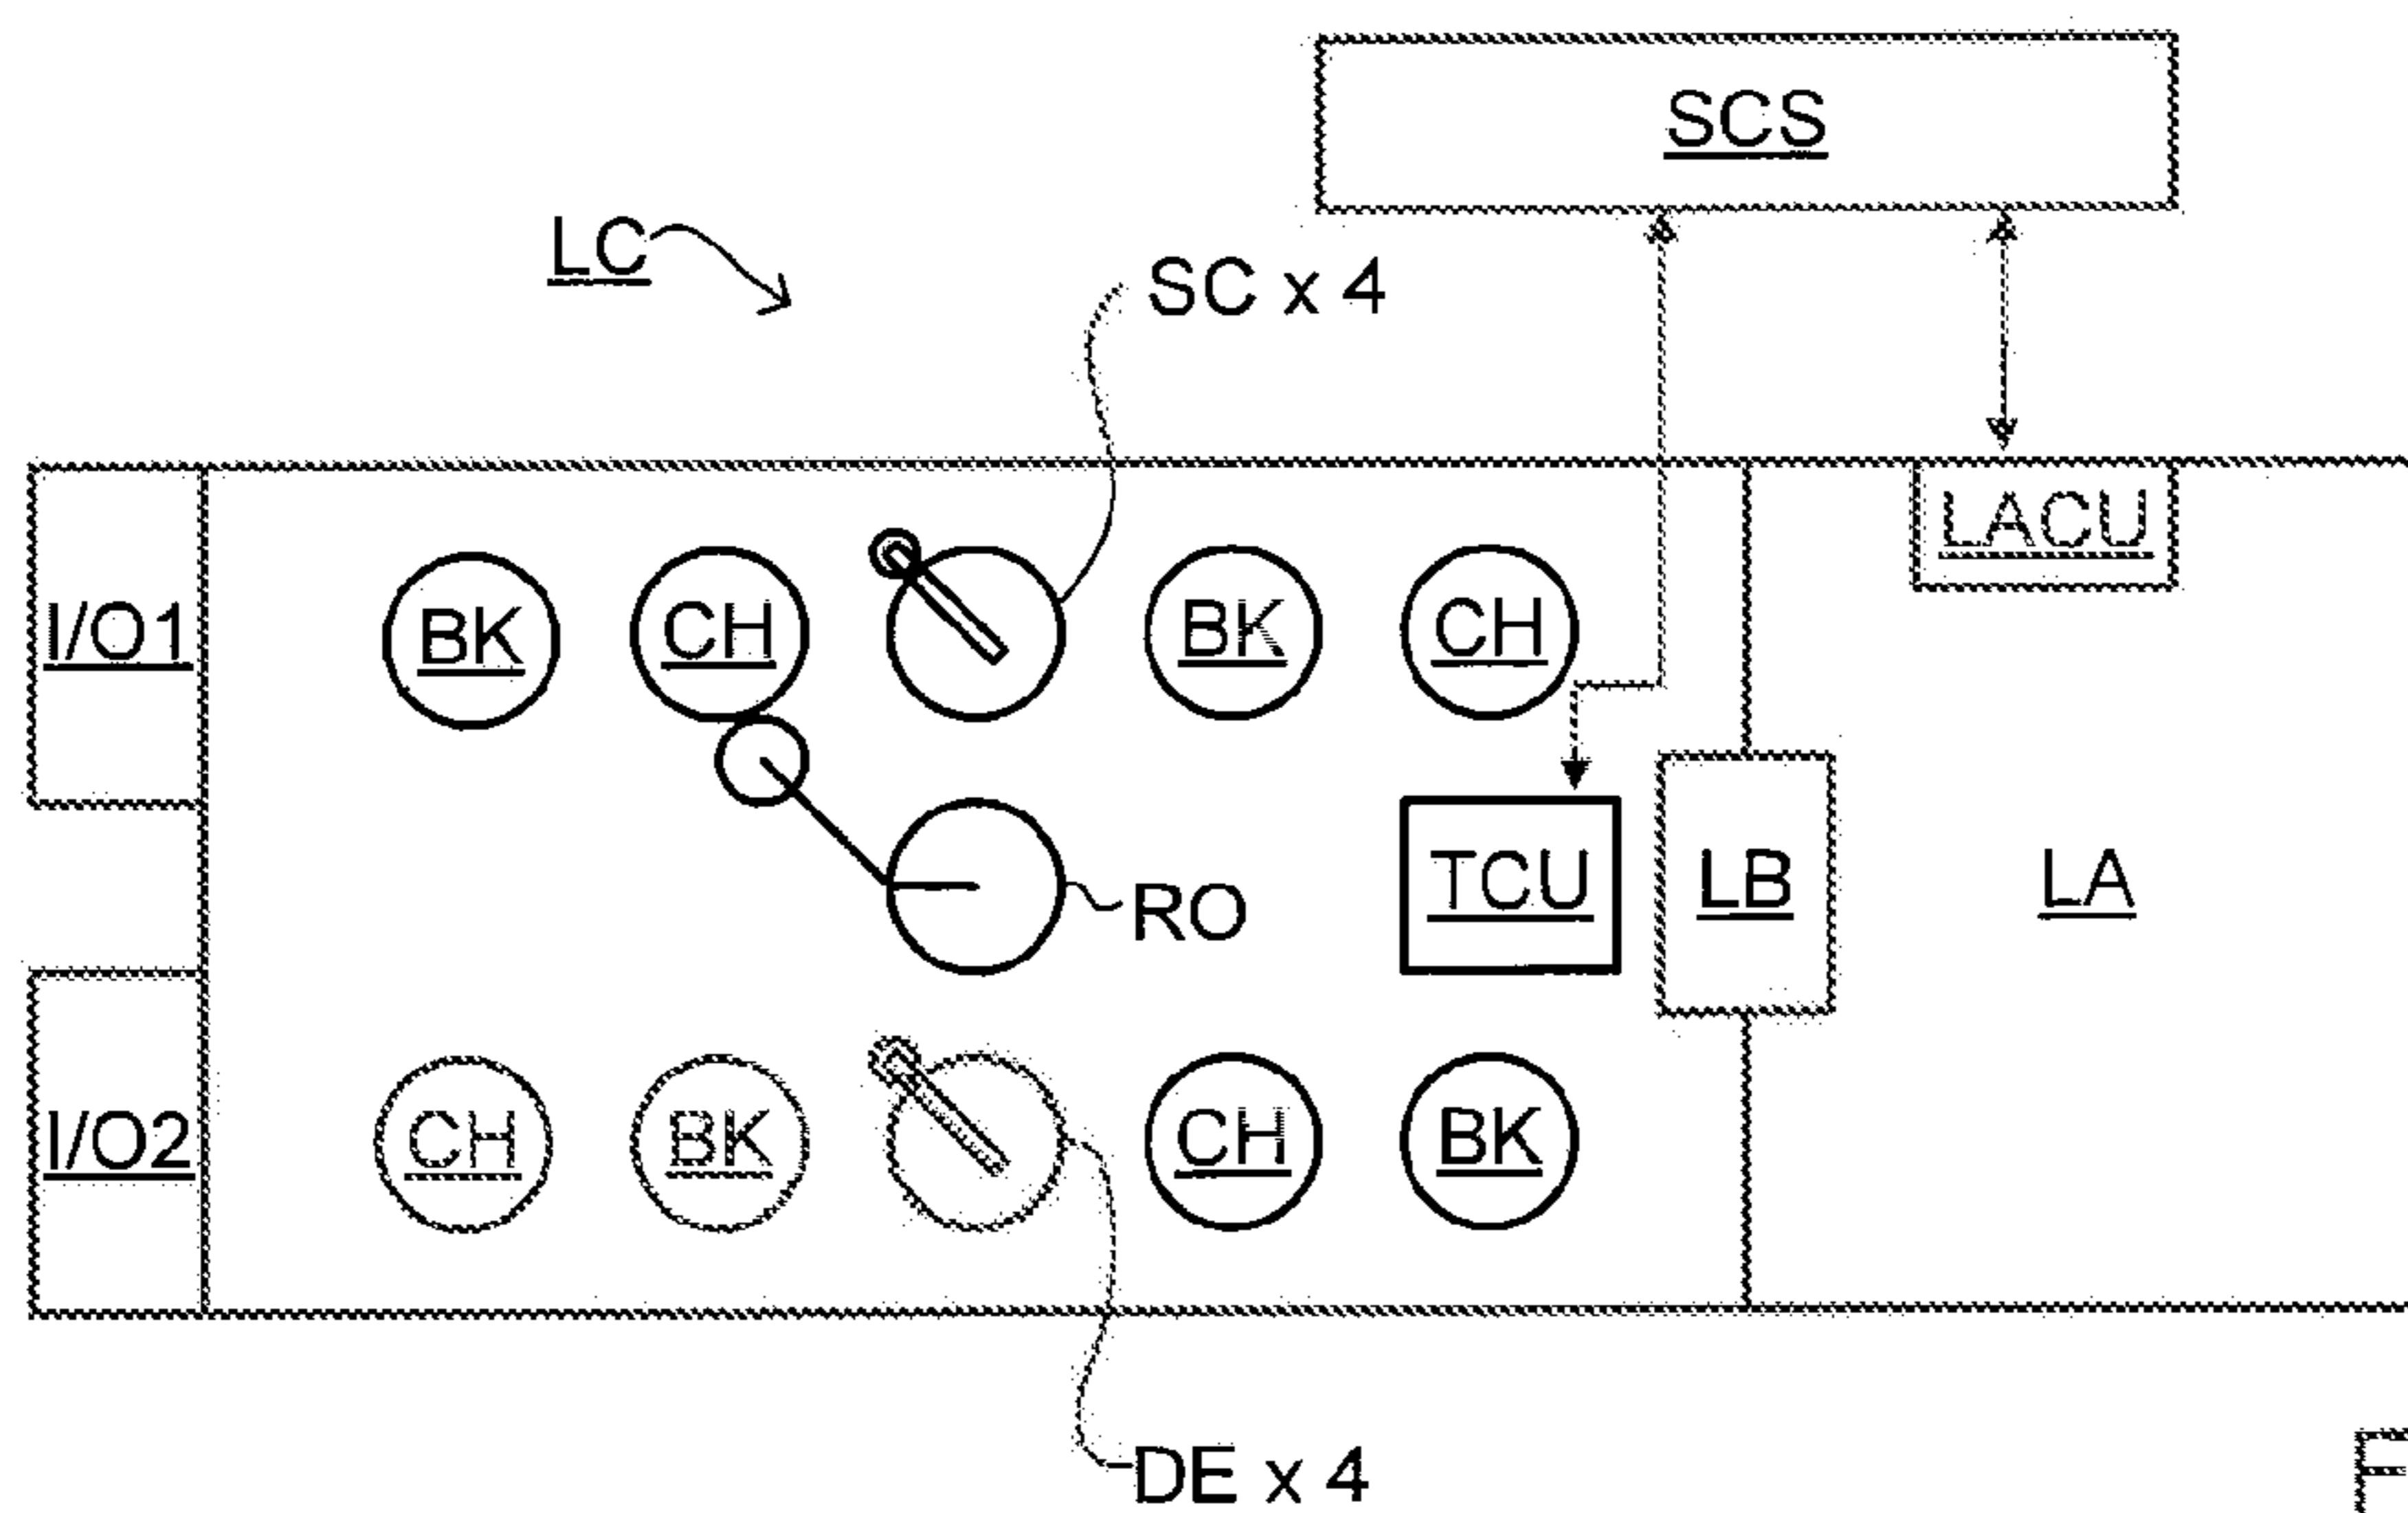 SCS
LC
SC x 4
LACU
I/O1
BK
CH
BK
CH
RO
TCU
LB
LA
I/O2
CH
BK
CH
BK
DE x 4
F